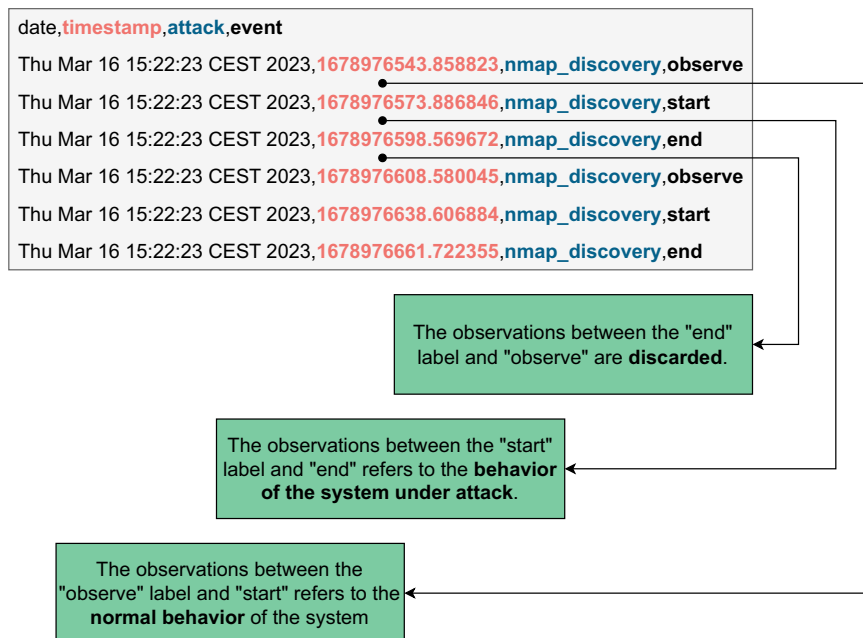 date,timestamp,attack,event
Thu Mar 16 15:22:23 CEST 2023,1678976543.858823,nmap_discovery,observe
Thu Mar 16 15:22:23 CEST 2023,1678976573.886846,nmap_discovery,start
Thu Mar 16 15:22:23 CEST 2023,1678976598.569672,nmap_discovery,end
Thu Mar 16 15:22:23 CEST 2023,1678976608.580045,nmap_discovery,observe
Thu Mar 16 15:22:23 CEST 2023,1678976638.606884,nmap_discovery,start
Thu Mar 16 15:22:23 CEST 2023,1678976661.722355,nmap_discovery,end
The observations between the "end"
label and "observe" are discarded.
The observations between the "start"
label and "end" refers to the behavior
of the system under attack.
The observations between the
"observe" label and "start" refers to the
normal behavior of the system